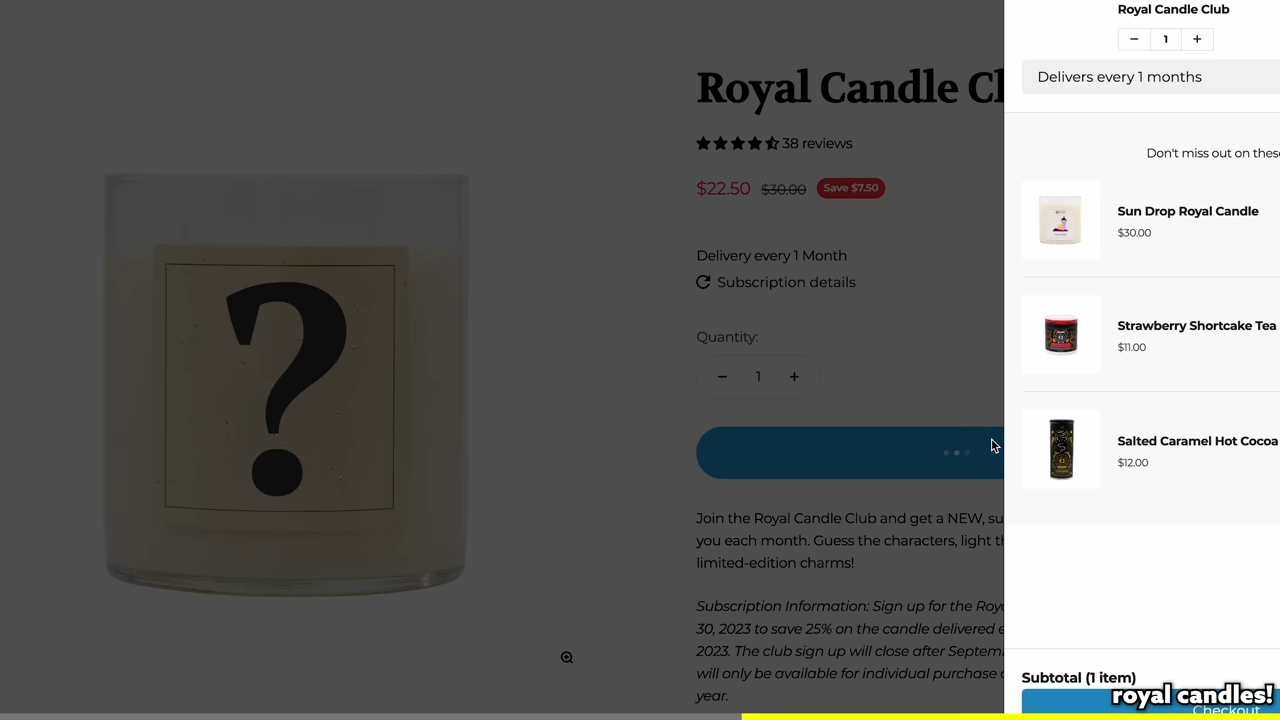 Royal Candle Cl
38 reviews
$22.50 $30.00 Save $7.50
Delivery every 1 Month
Subscription details
Quantity:
− 1 +
Join the Royal Candle Club and get a NEW, su
you each month. Guess the characters, light th
limited-edition charms!
Subscription Information: Sign up for the Roy
30, 2023 to save 25% on the candle delivered e
2023. The club sign up will close after Septem
will only be available for individual purchase
year.
?
Royal Candle Club
− 1 +
Delivers every 1 months
Don't miss out on these
Sun Drop Royal Candle
$30.00
Strawberry Shortcake Tea
$11.00
Salted Caramel Hot Cocoa
$12.00
Subtotal (1 item)
Checkout
royal candles!